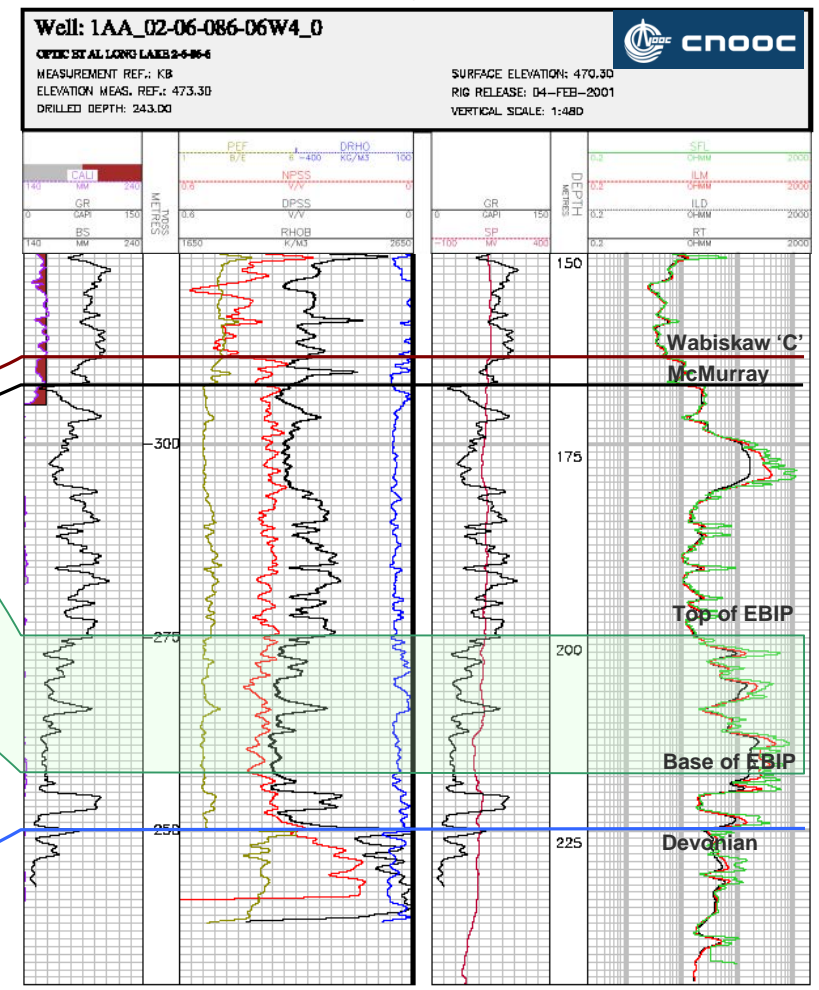 Well: 1AA_02-06-086-06W4_0
OPTIC ET AL LONG LAKE 2-6-86-6
MEASUREMENT REF.: KB
ELEVATION MEAS. REF.: 473.30
DRILLED DEPTH: 243.00
SURFACE ELEVATION: 470.30
RIG RELEASE: 04-FEB-2001
VERTICAL SCALE: 1:480
cnooc
CALI
140 MM 240
GR
0 GAPI 150
BS
140 MM 240
TVDSS
METRES
PEF DRHO
1 B/E 6 -400 KG/M3 100
NPSS
0.6 V/V 0
DPSS
0.6 V/V 0
RHOB
1650 K/M3 2650
GR
0 GAPI 150
SP
-100 MV 400
DEPTH
METRES
SFL
0.2 OHMM 2000
ILM
0.2 OHMM 2000
ILD
0.2 OHMM 2000
RT
0.2 OHMM 2000
150
Wabiskaw ‘C’
McMurray
-300
175
Top of EBIP
-275
200
Base of EBIP
-250
225
Devonian